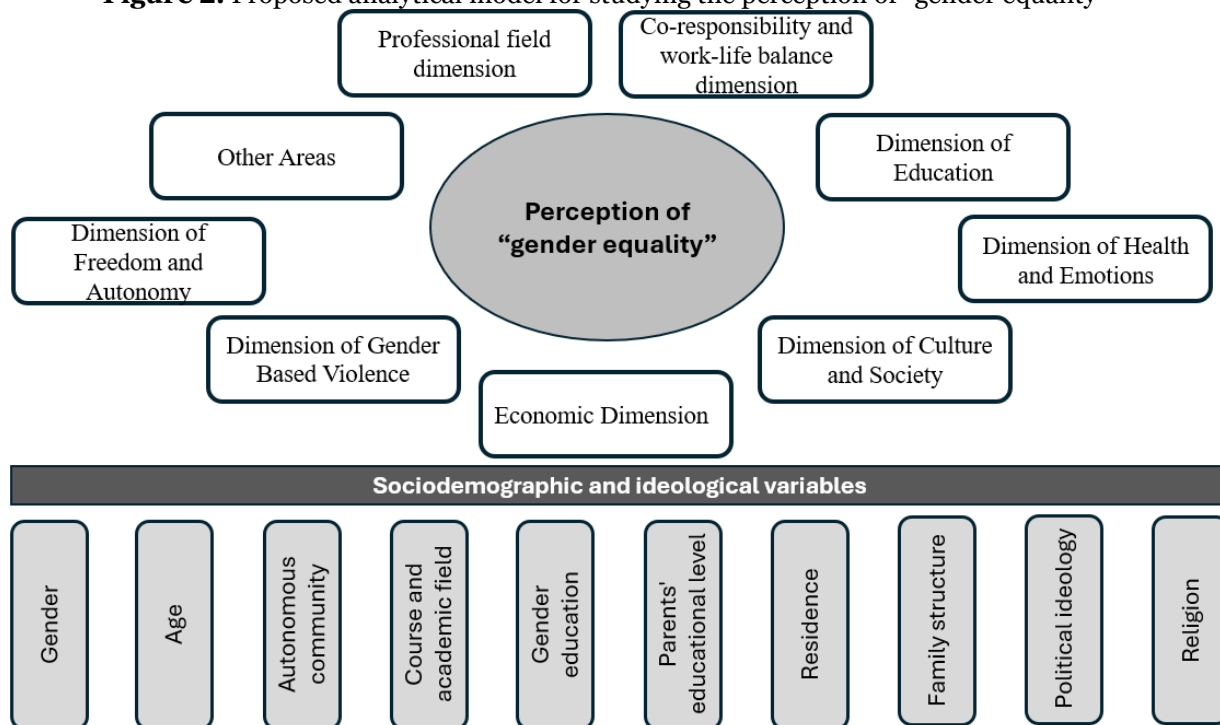 Figure 2. Proposed analytical model for studying the perception of "gender equality"
Professional field
dimension
Co-responsibility and
work-life balance
dimension
Other Areas
Dimension of
Education
Perception of
“gender equality”
Dimension of
Freedom and
Autonomy
Dimension of Health
and Emotions
Dimension of Gender
Based Violence
Dimension of Culture
and Society
Economic Dimension
Sociodemographic and ideological variables
Gender
Age
Autonomous
community
Course and
academic field
Gender
education
Parents'
educational level
Residence
Family structure
Political ideology
Religion